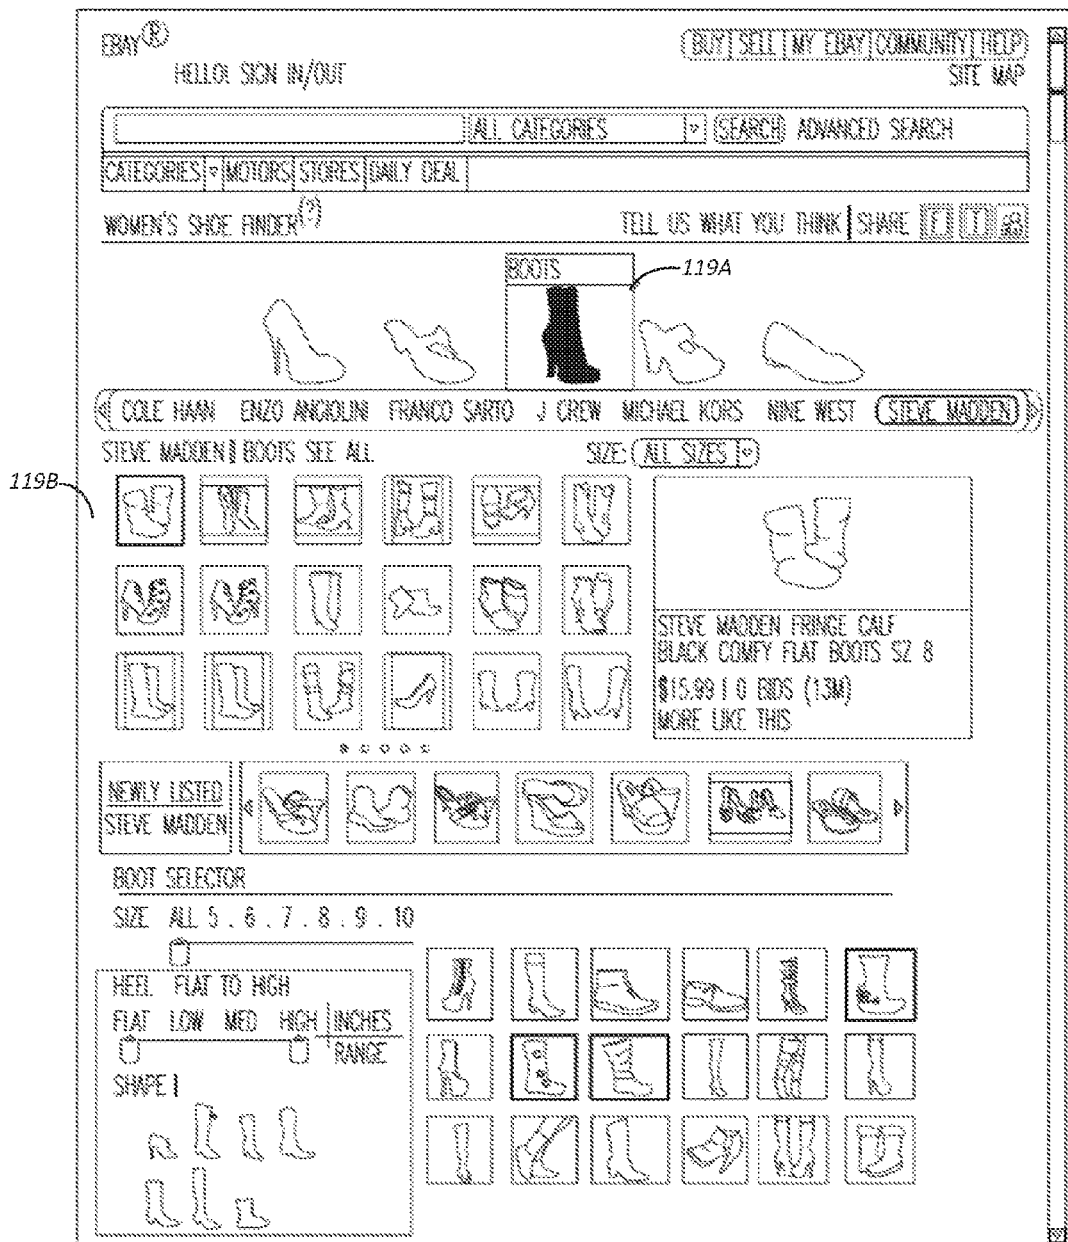 EBAY®
BUY SELL MY EBAY COMMUNITY HELP
HELLO! SIGN IN/OUT
SITE MAP
ALL CATEGORIES SEARCH ADVANCED SEARCH
CATEGORIES MOTORS STORES DAILY DEAL
WOMEN'S SHOE FINDER(?)
TELL US WHAT YOU THINK SHARE
BOOTS
119A
COLE HAAN ENZO ANGIOLINI FRANCO SARTO J CREW MICHAEL KORS NINE WEST STEVE MADDEN
STEVE MADDEN | BOOTS SEE ALL
SIZE: ALL SIZES
119B
STEVE MADDEN FRINGE CALF
BLACK COMFY FLAT BOOTS SZ 8
$15.99 | 0 BIDS (13M)
MORE LIKE THIS
NEWLY LISTED
STEVE MADDEN
BOOT SELECTOR
SIZE ALL 5 . 6 . 7 . 8 . 9 . 10
HEEL FLAT TO HIGH
FLAT LOW MED HIGH INCHES
RANGE
SHAPE |